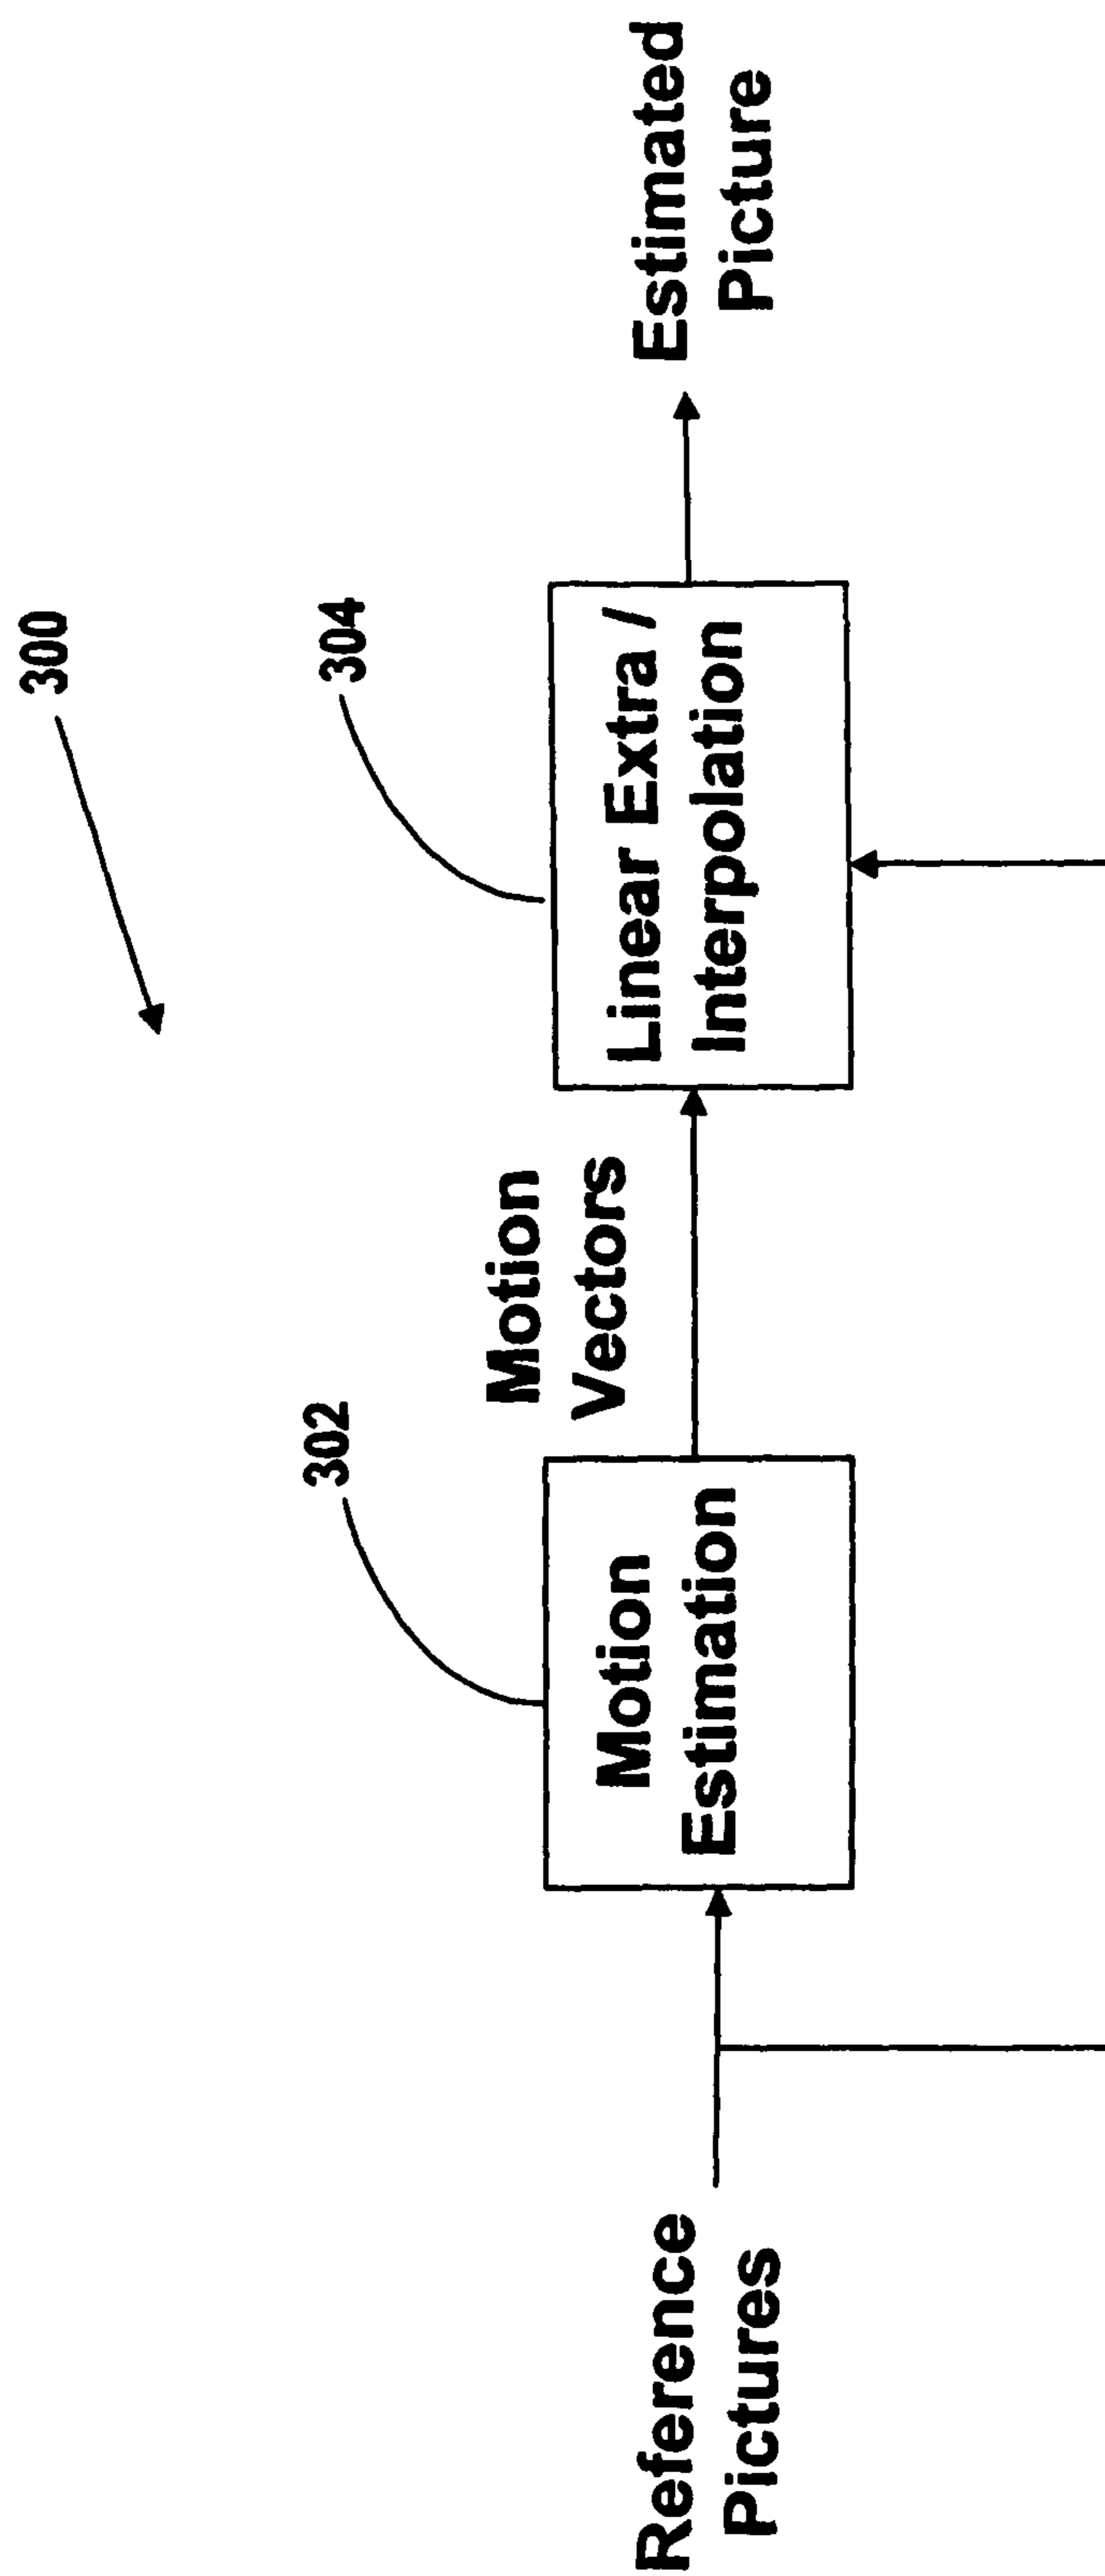 300
304
302
Reference
Pictures
Motion
Estimation
Motion
Vectors
Linear Extra /
Interpolation
Estimated
Picture